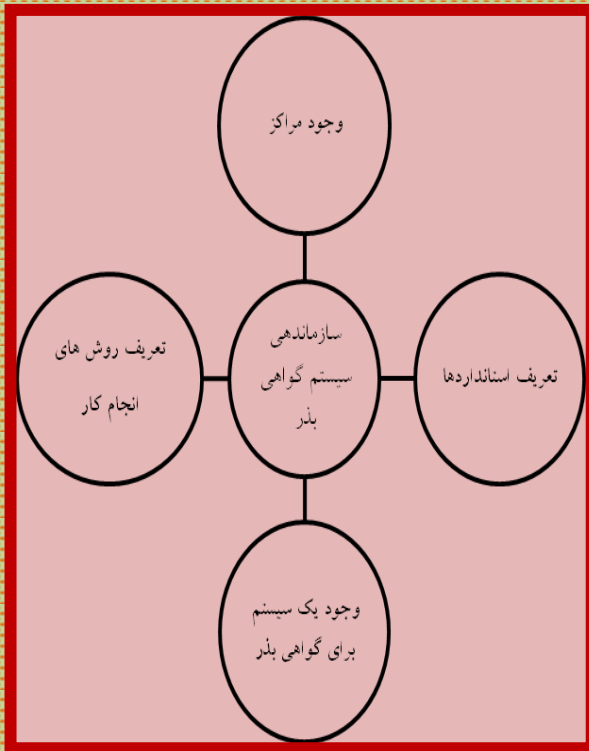 وجود مراکز
سازماندهی
سیستم گواهی
بذر
تعریف استانداردها
تعریف روش های
انجام کار
وجود یک سیستم
برای گواهی بذر